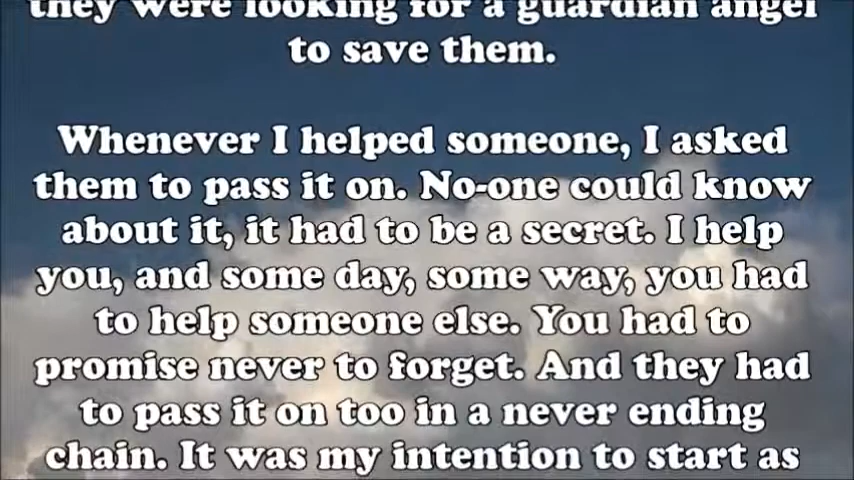 they were looking for a guardian angel
to save them.
Whenever I helped someone, I asked
them to pass it on. No-one could know
about it, it had to be a secret. I help
you, and some day, some way, you had
to help someone else. You had to
promise never to forget. And they had
to pass it on too in a never ending
chain. It was my intention to start as